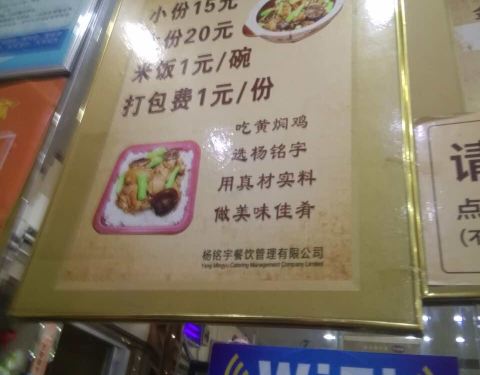 小份15元
份20元
米饭1元/碗
打包费1元/份
吃黄焖鸡
选杨铭宇
用真材实料
做美味佳肴
杨铭宇餐饮管理有限公司
Yang Mingyu Catering Management Company Limited
请
点
(不
WiFi